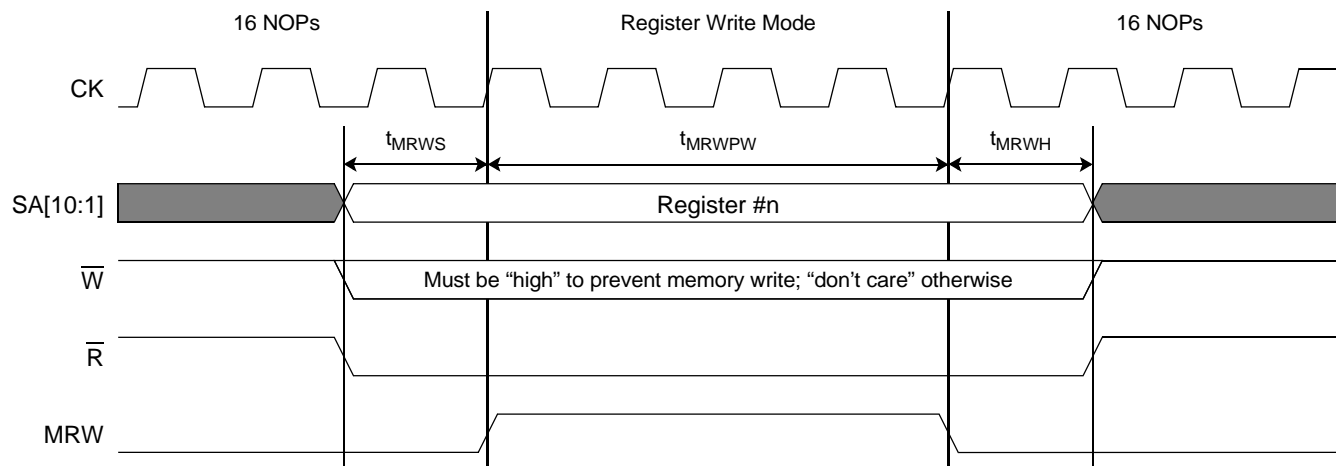 16 NOPs Register Write Mode 16 NOPs
CK
tMRWS tMRWPW tMRWH
SA[10:1] Register #n
W̅ Must be “high” to prevent memory write; “don’t care” otherwise
R̅
MRW